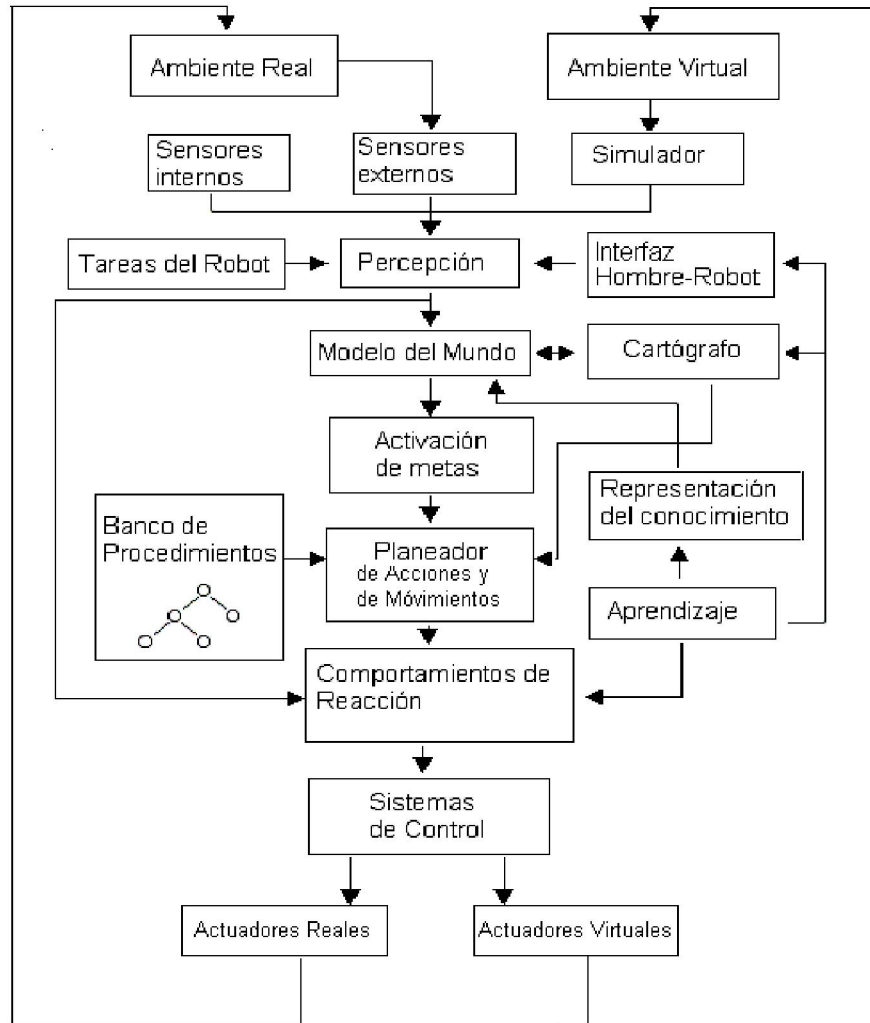 Ambiente Real
Ambiente Virtual
Sensores
internos
Sensores
externos
Simulador
Tareas del Robot
Percepción
Interfaz
Hombre-Robot
Modelo del Mundo
Cartógrafo
Activación
de metas
Representación
del conocimiento
Banco de
Procedimientos
Planeador
de Acciones y
de Móvimientos
Aprendizaje
Comportamientos de
Reacción
Sistemas
de Control
Actuadores Reales
Actuadores Virtuales